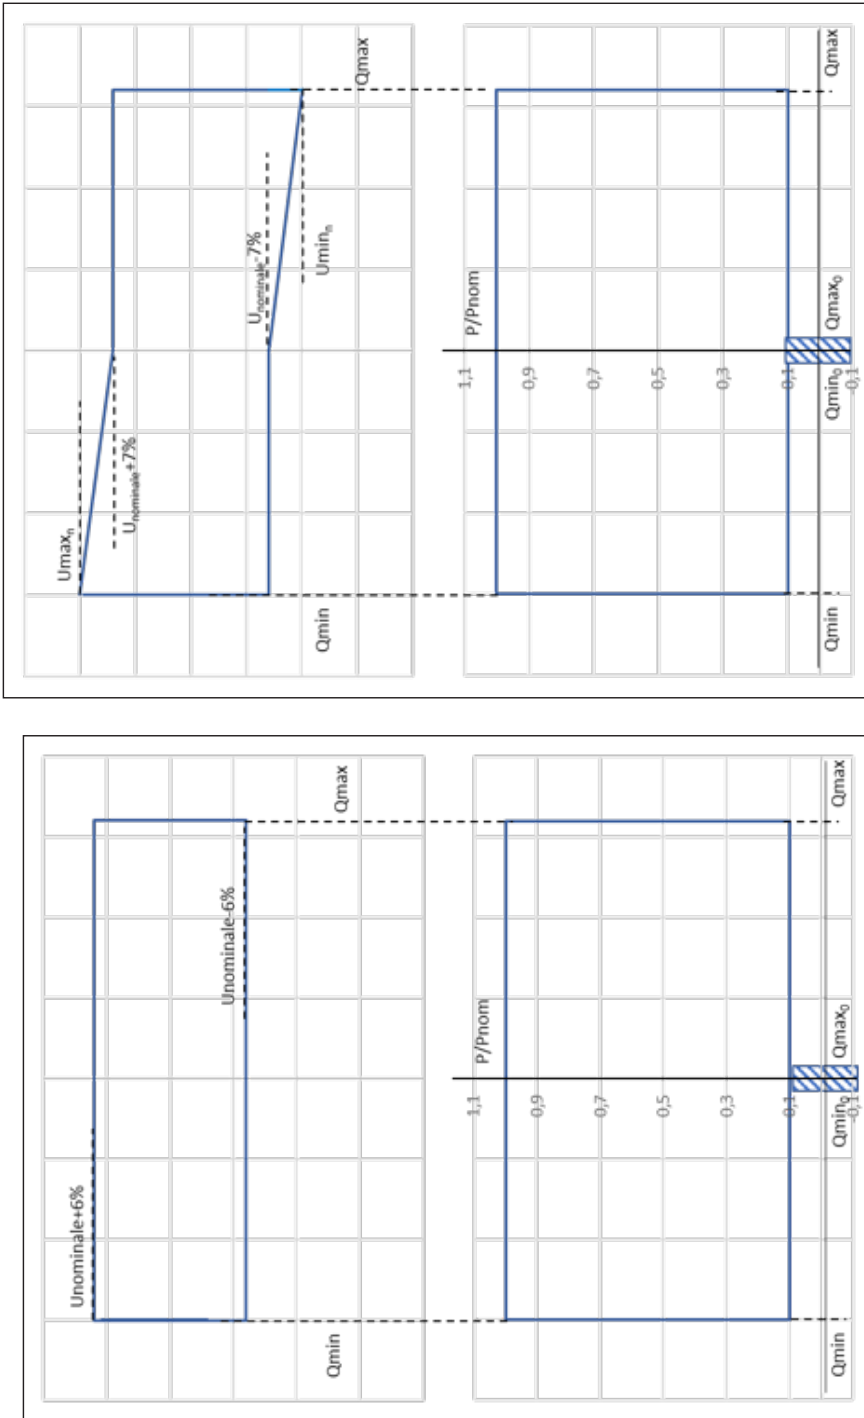 Qmax
U nominale-7%
Umin n
Umax n
U nominale+7%
Qmin
P/Pnom
1,1
0,9
0,7
0,5
0,3
0,1
-0,1
Qmax
Qmax0
Qmin0
Qmin
Qmax
Unominale-6%
Unominale+6%
Qmin
P/Pnom
1,1
0,9
0,7
0,5
0,3
0,1
-0,1
Qmax
Qmax0
Qmin0
Qmin